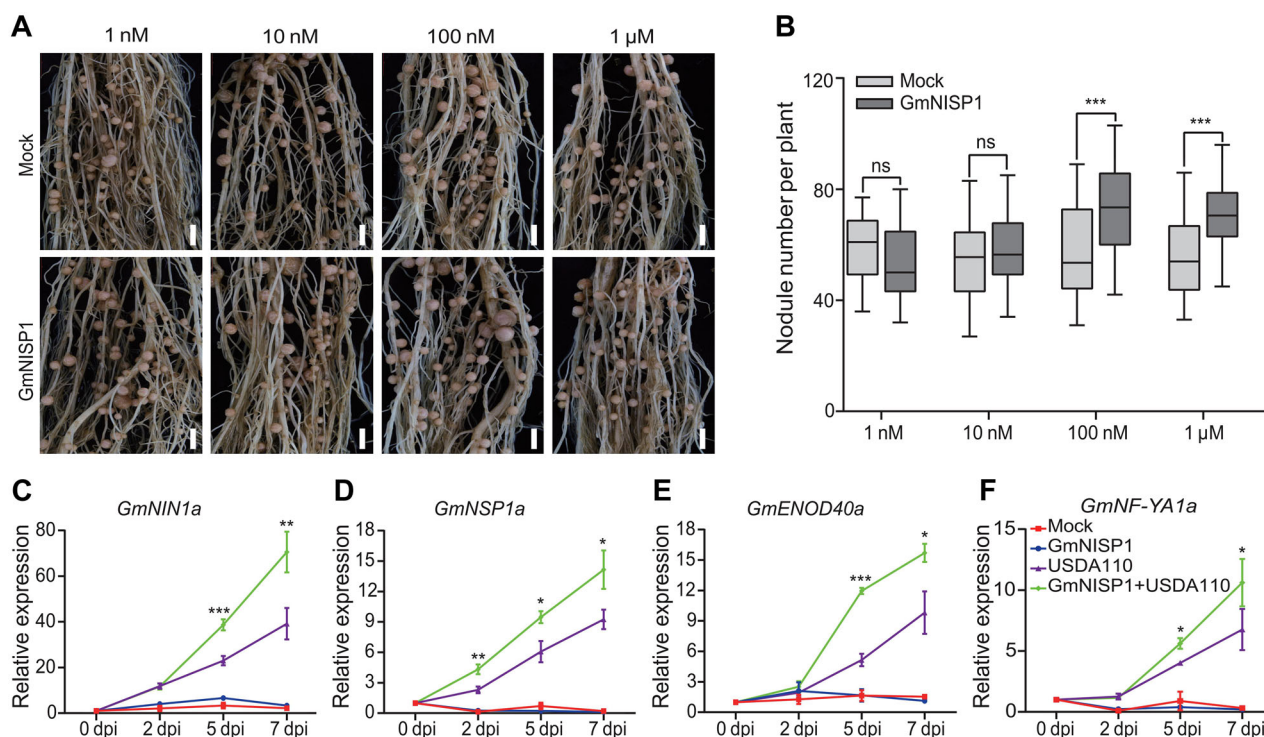 A
1 nM 10 nM 100 nM 1 µM
Mock
GmNISP1
B
Nodule number per plant
120
80
40
0
Mock
GmNISP1
ns ns *** ***
1 nM 10 nM 100 nM 1 µM
C
GmNIN1a
Relative expression
80
60
40
20
0
*** **
0 dpi 2 dpi 5 dpi 7 dpi
D
GmNSP1a
Relative expression
18
15
12
9
6
3
0
** * *
0 dpi 2 dpi 5 dpi 7 dpi
E
GmENOD40a
Relative expression
18
15
12
9
6
3
0
*** *
0 dpi 2 dpi 5 dpi 7 dpi
F
GmNF-YA1a
Relative expression
15
10
5
0
Mock
GmNISP1
USDA110
GmNISP1+USDA110
* *
0 dpi 2 dpi 5 dpi 7 dpi